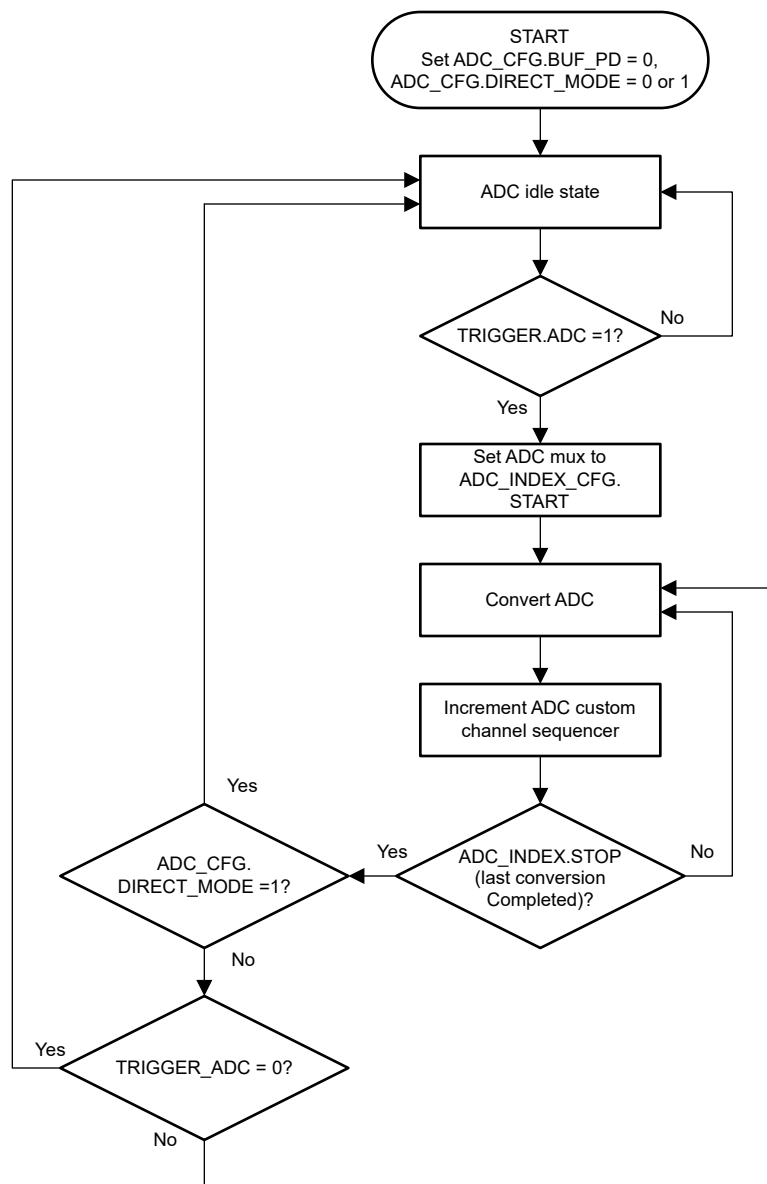 START
Set ADC_CFG.BUF_PD = 0,
ADC_CFG.DIRECT_MODE = 0 or 1
ADC idle state
TRIGGER.ADC =1?
No
Yes
Set ADC mux to
ADC_INDEX_CFG.
START
Convert ADC
Increment ADC custom
channel sequencer
Yes
ADC_CFG.
DIRECT_MODE =1?
Yes
ADC_INDEX.STOP
(last conversion
Completed)?
No
No
Yes
TRIGGER_ADC = 0?
No